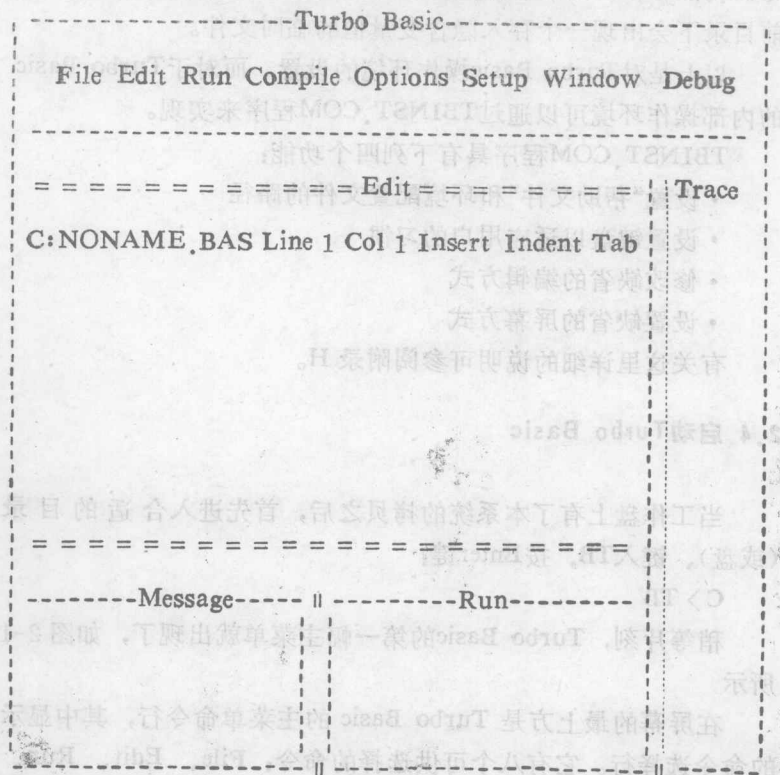 Turbo Basic
File Edit Run Compile Options Setup Window Debug
Edit
Trace
C:NONAME.BAS Line 1 Col 1 Insert Indent Tab
Message
Run